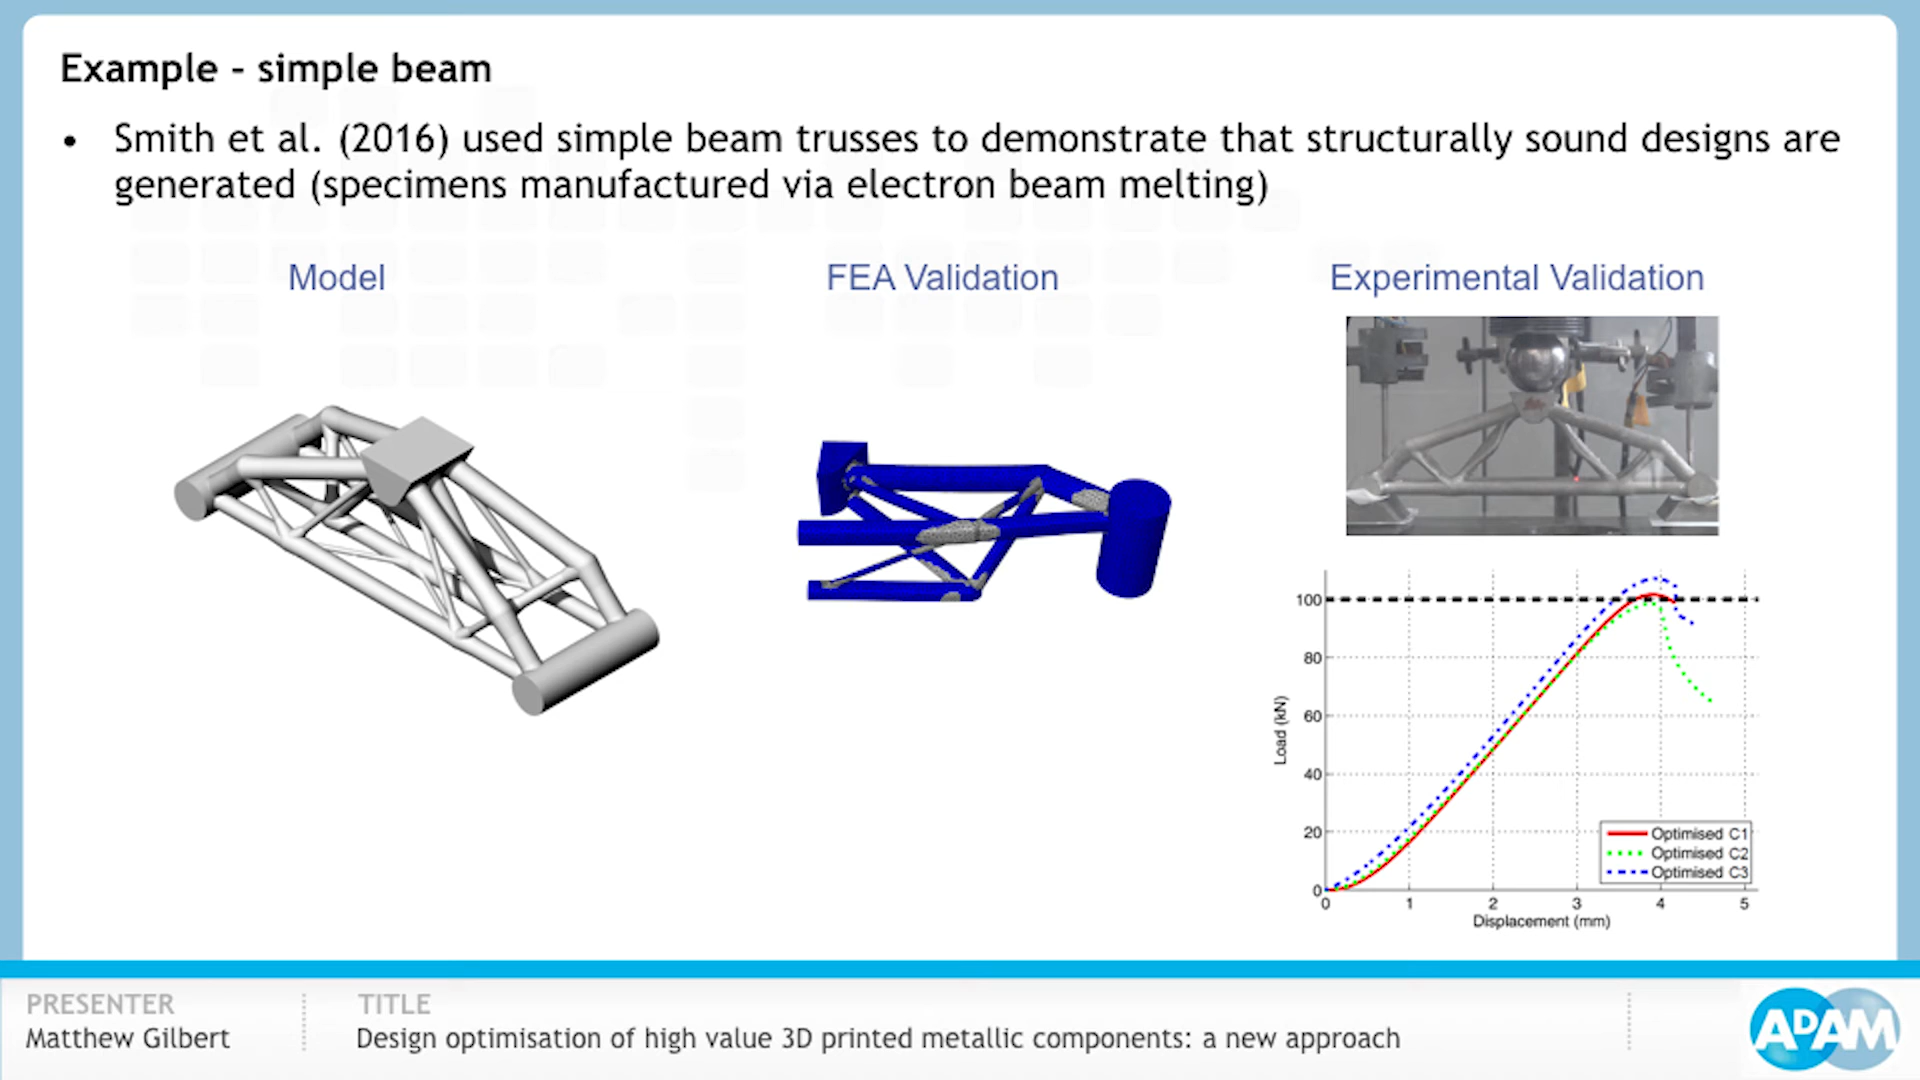 Example – simple beam
• Smith et al. (2016) used simple beam trusses to demonstrate that structurally sound designs are
generated (specimens manufactured via electron beam melting)
Model
FEA Validation
Experimental Validation
100
80
60
40
20
0
Load (kN)
0 1 2 3 4 5
Displacement (mm)
Optimised C1
Optimised C2
Optimised C3
PRESENTER
Matthew Gilbert
TITLE
Design optimisation of high value 3D printed metallic components: a new approach
APAM